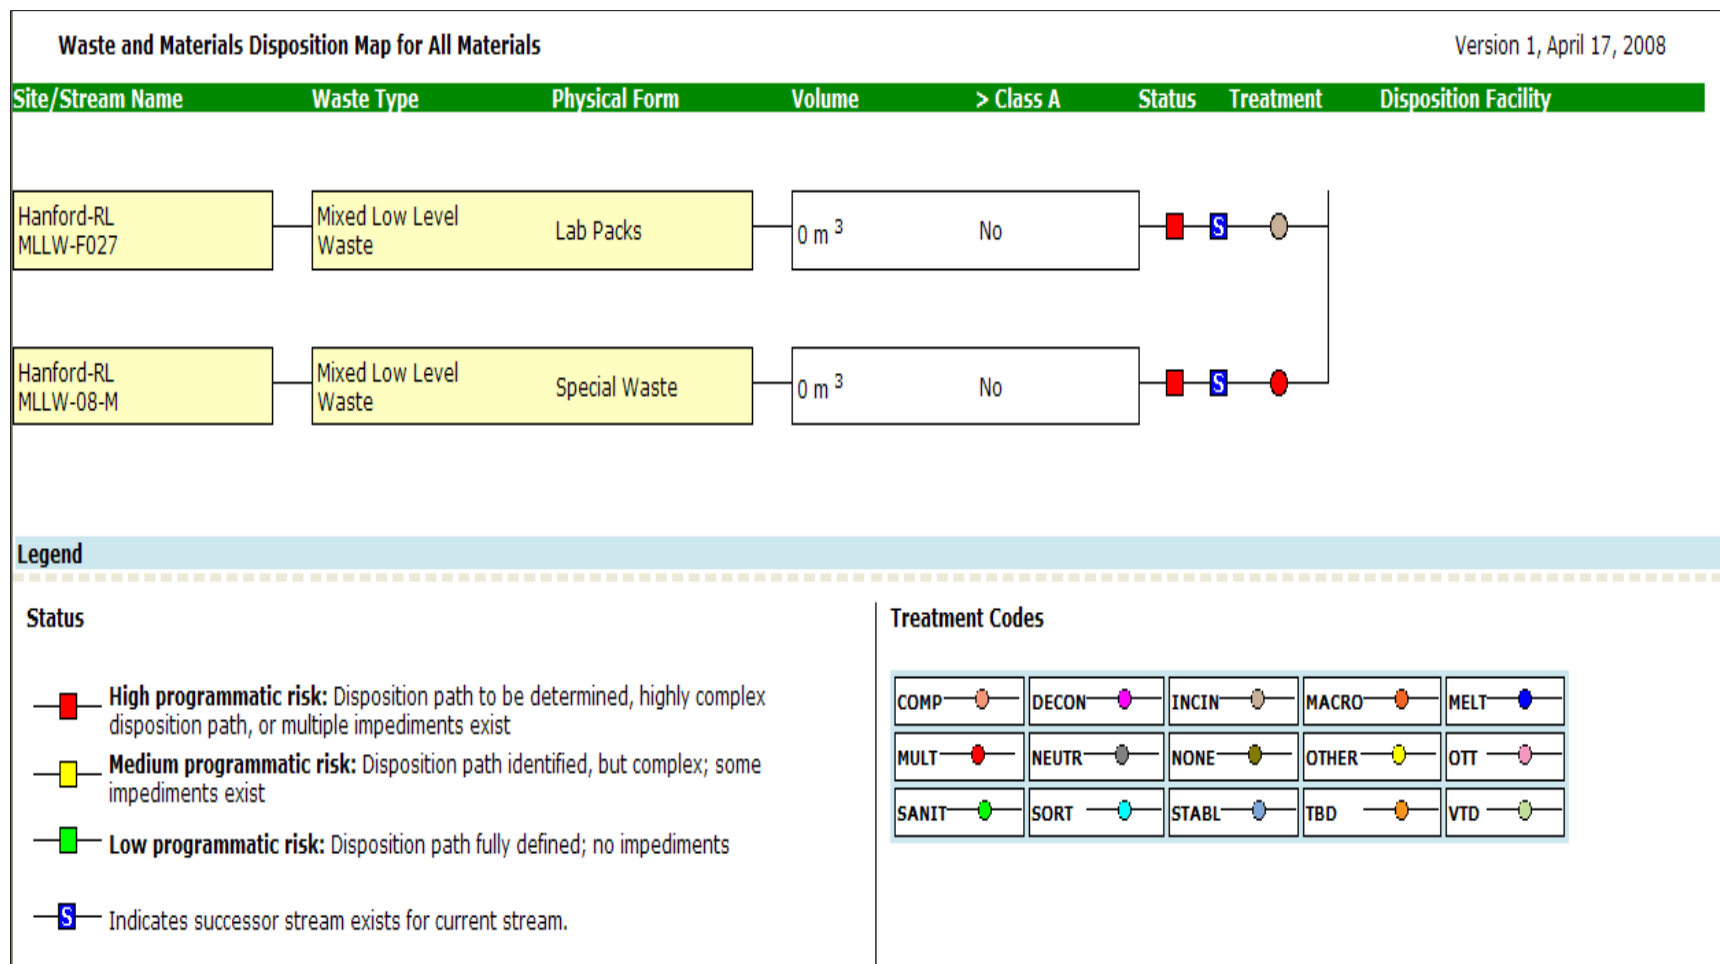 Waste and Materials Disposition Map for All Materials
Version 1, April 17, 2008
Site/Stream Name Waste Type Physical Form Volume > Class A Status Treatment Disposition Facility
Hanford-RL
MLLW-F027
Mixed Low Level
Waste
Lab Packs
0 m 3
No
S
Hanford-RL
MLLW-08-M
Mixed Low Level
Waste
Special Waste
0 m 3
No
S
Legend
Status
High programmatic risk: Disposition path to be determined, highly complex
disposition path, or multiple impediments exist
Medium programmatic risk: Disposition path identified, but complex; some
impediments exist
Low programmatic risk: Disposition path fully defined; no impediments
S Indicates successor stream exists for current stream.
Treatment Codes
COMP DECON INCIN MACRO MELT
MULT NEUTR NONE OTHER OTT
SANIT SORT STABL TBD VTD